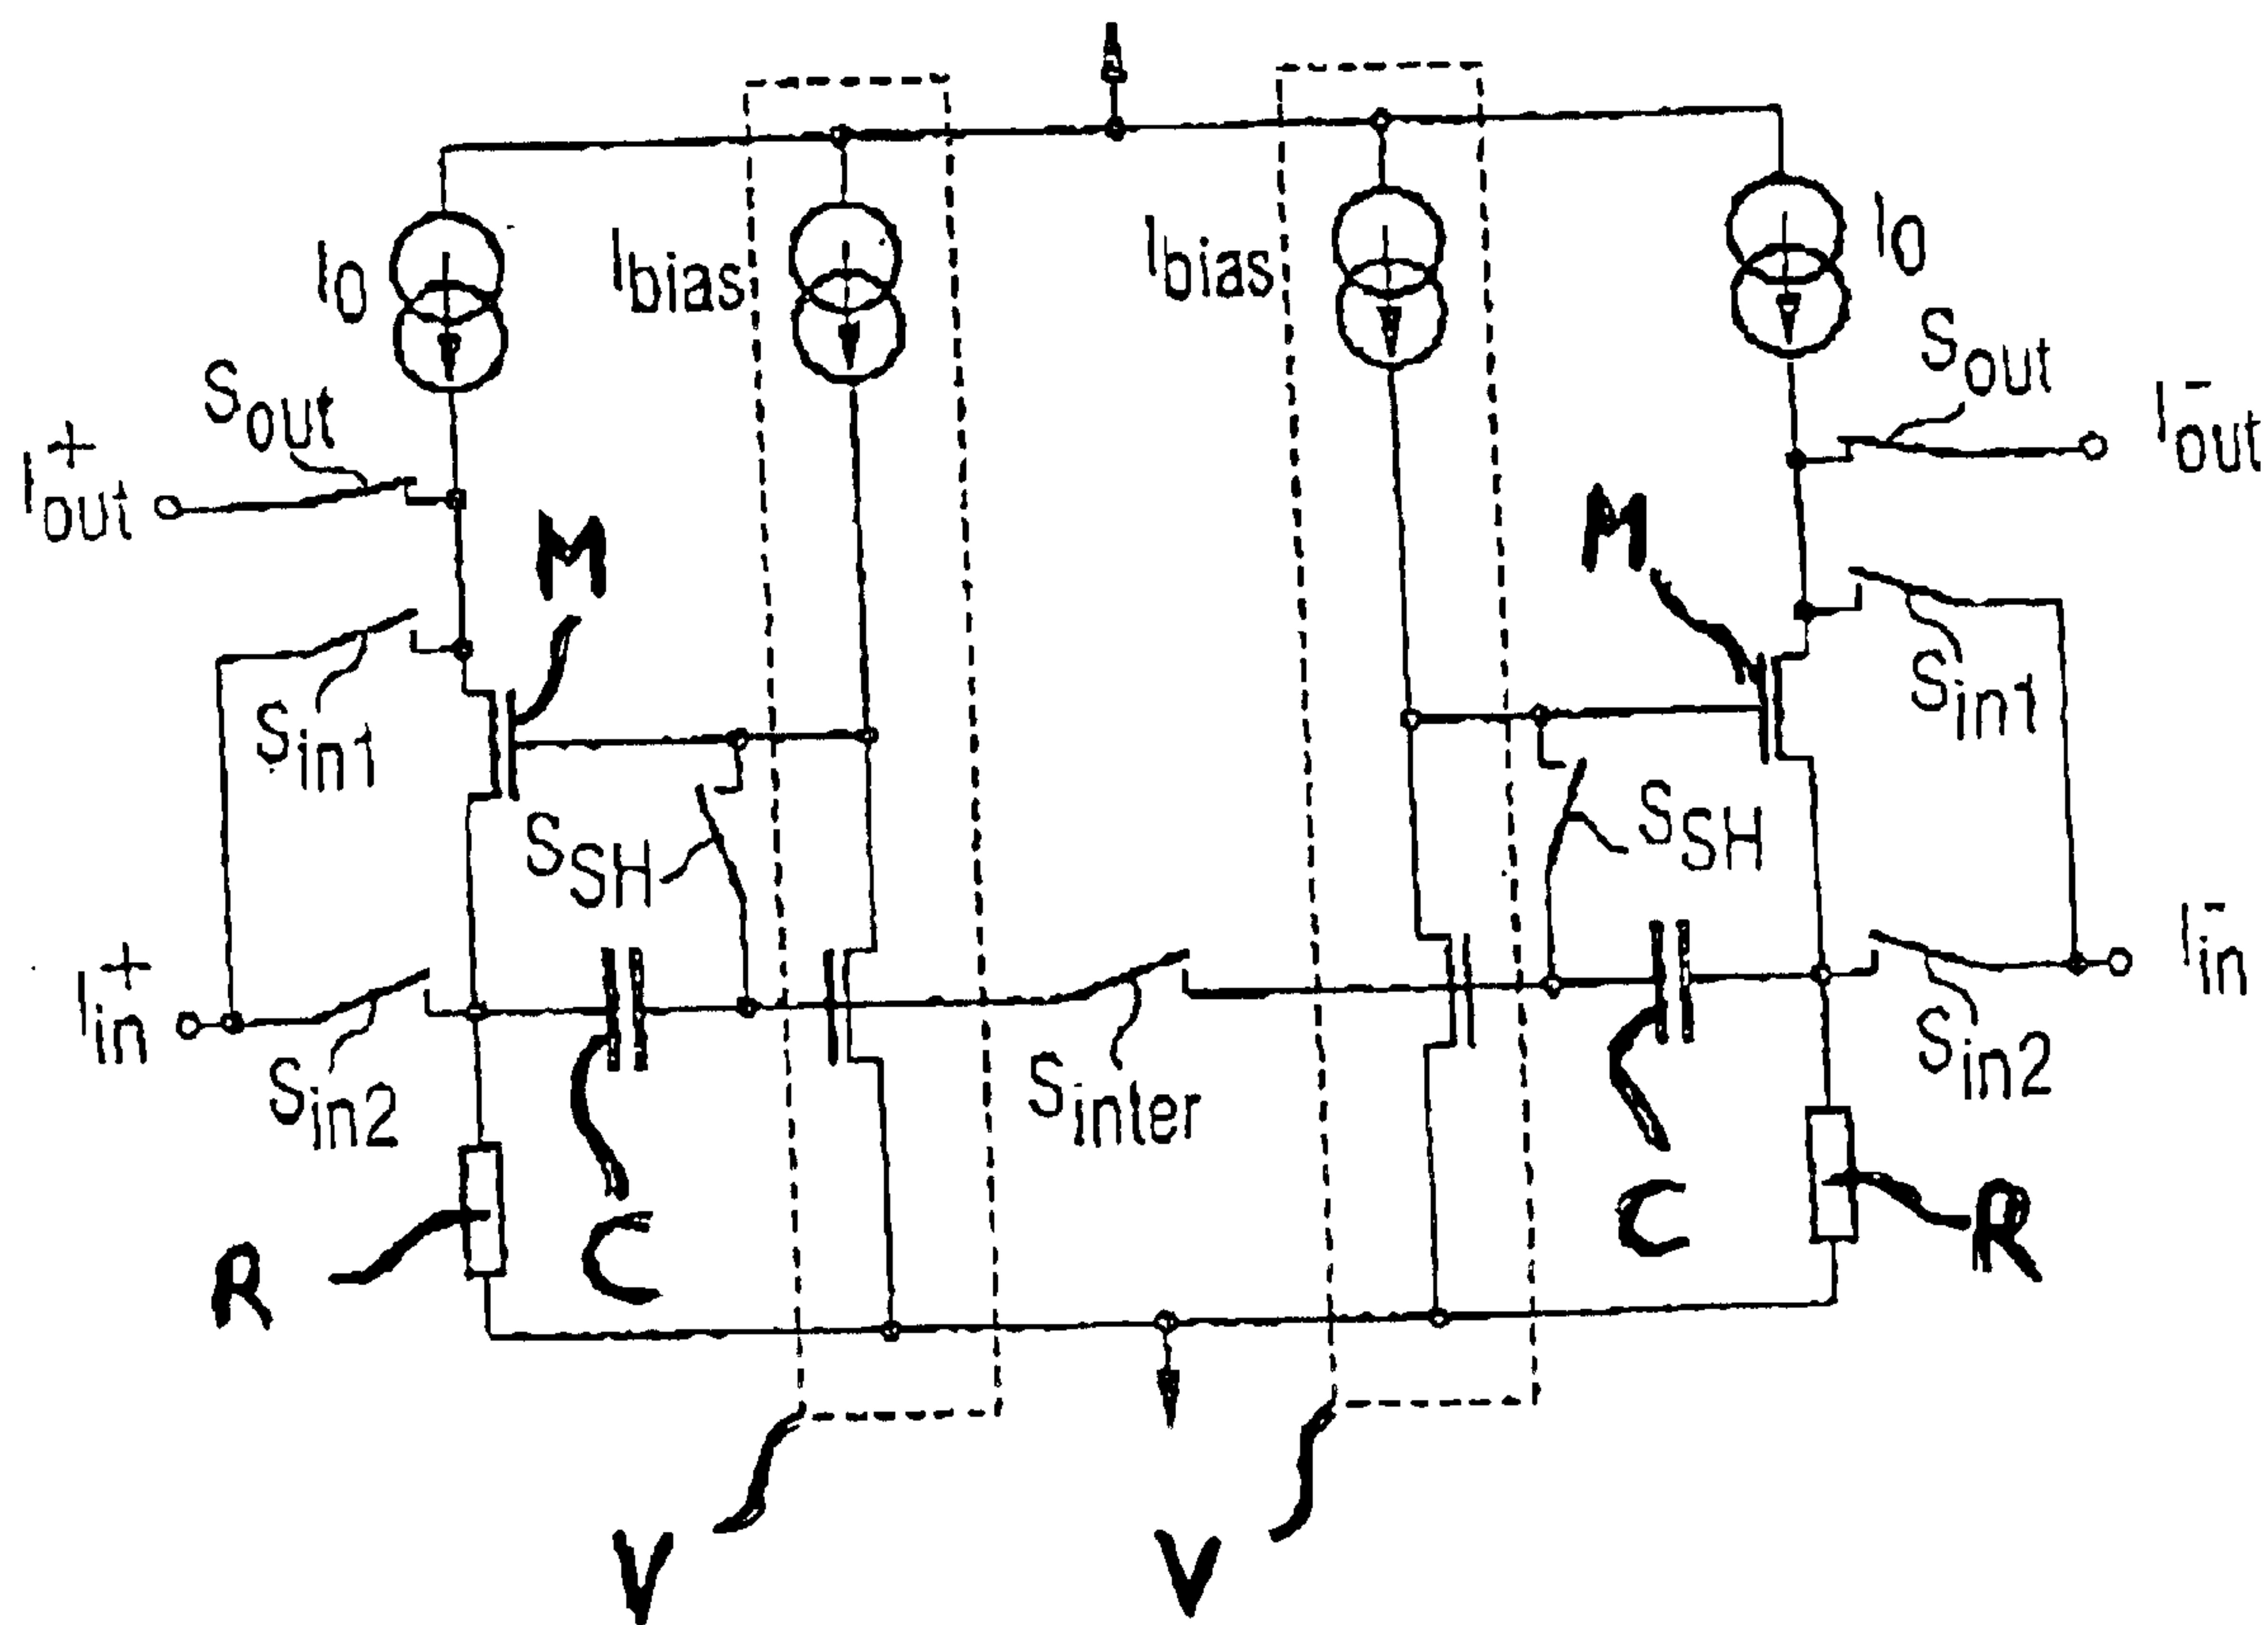 I0
Ibias
Ibias
I0
Sout
Sout
I+out
I-out
M
M
Sin1
Sin1
SSH
SSH
I+in
I-in
Sin2
Sinter
Sin2
R
C
C
R
V
V